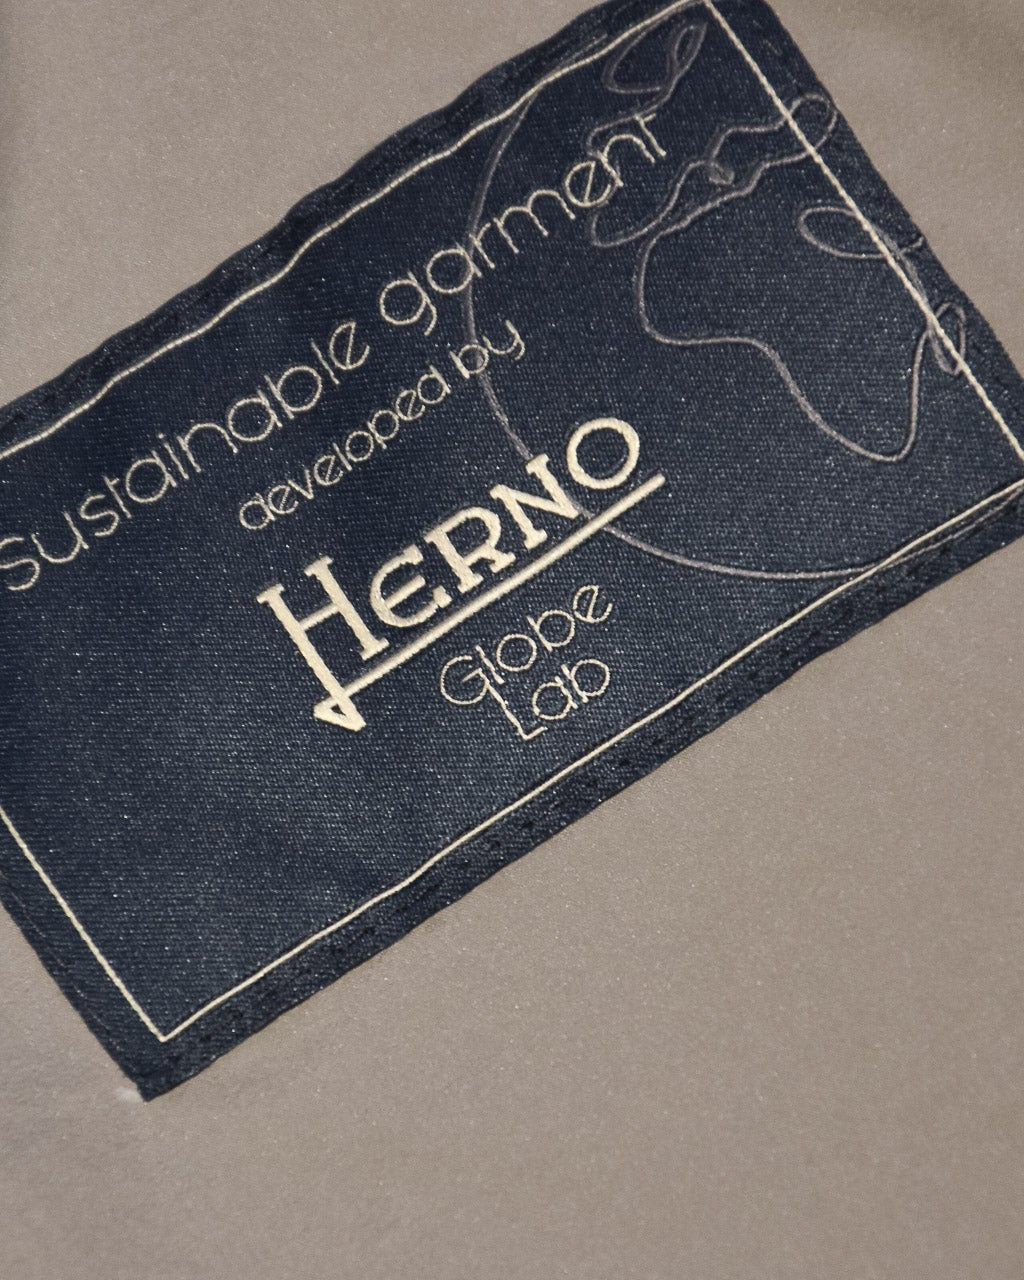 Sustainable garment
developed by
HERNO
Globe
Lab